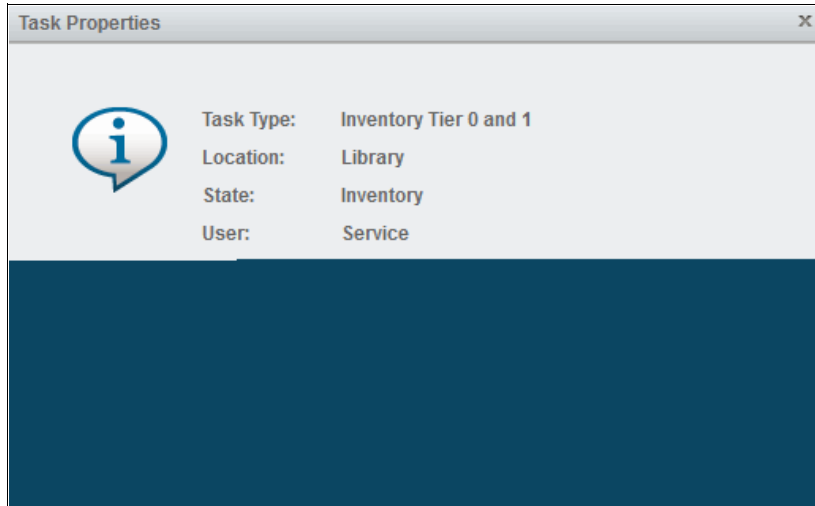 Task Properties x
Task Type: Inventory Tier 0 and 1
Location: Library
State: Inventory
User: Service